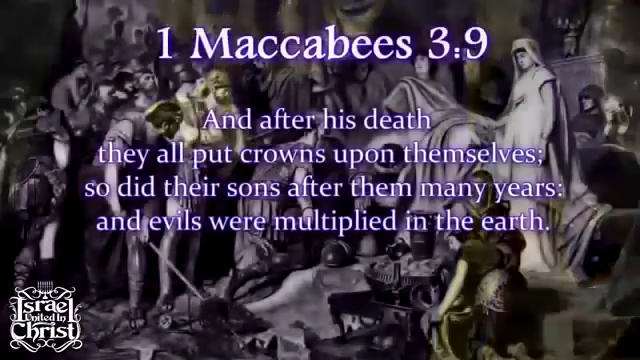 1 Maccabees 3:9
And after his death
they all put crowns upon themselves;
so did their sons after them many years:
and evils were multiplied in the earth.
Israel
United In
Christ